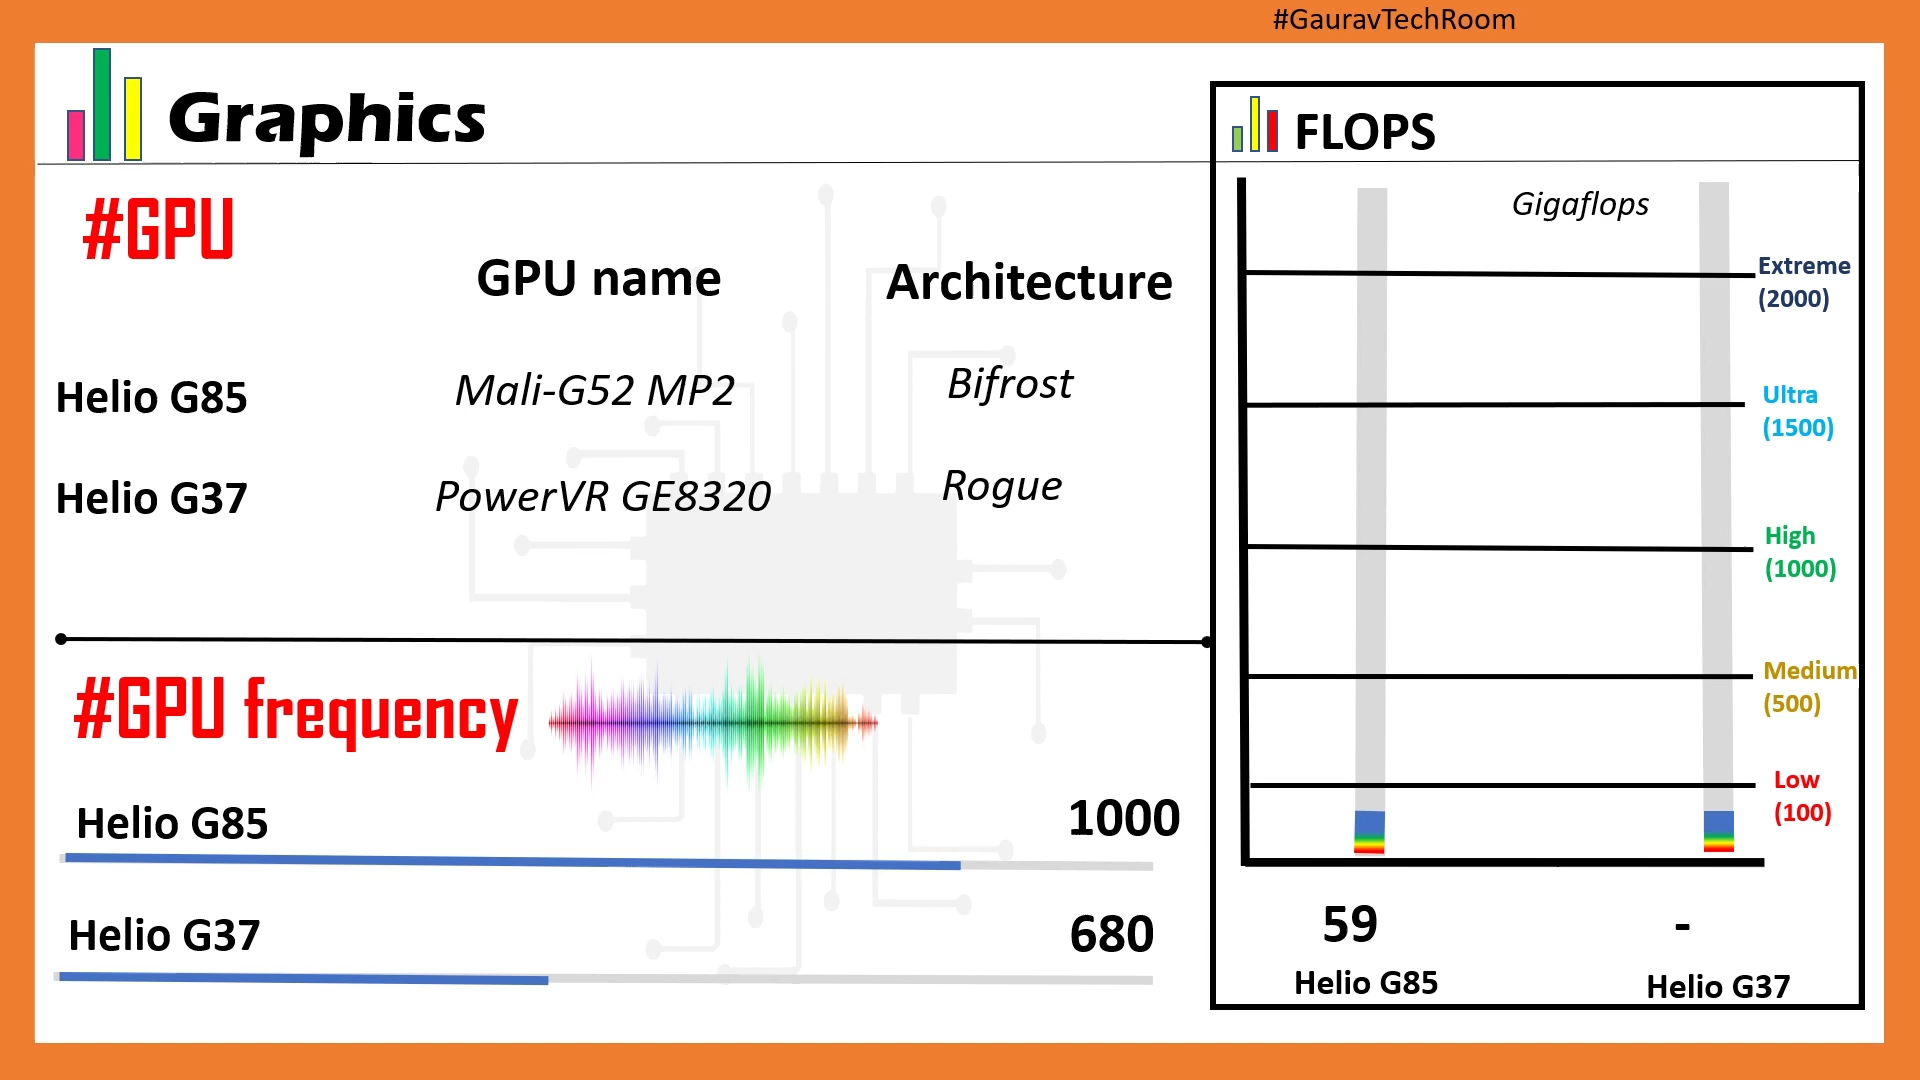 #GauravTechRoom
Graphics
#GPU
GPU name Architecture
Helio G85 Mali-G52 MP2 Bifrost
Helio G37 PowerVR GE8320 Rogue
#GPU frequency
Helio G85 1000
Helio G37 680
FLOPS
Gigaflops
Extreme
(2000)
Ultra
(1500)
High
(1000)
Medium
(500)
Low
(100)
59 -
Helio G85 Helio G37